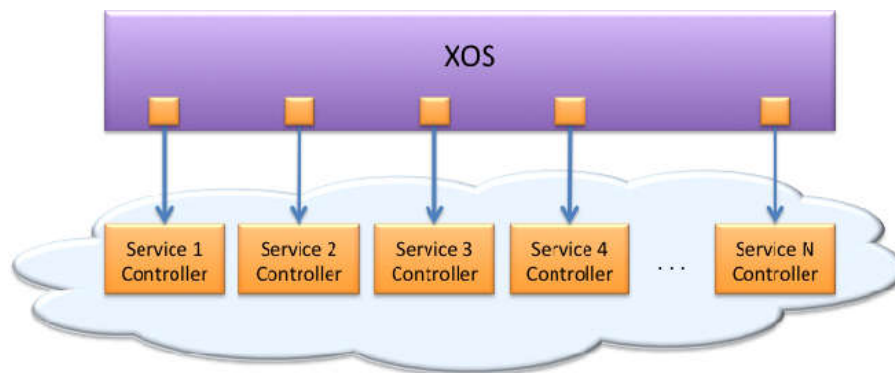 XOS
Service 1
Controller
Service 2
Controller
Service 3
Controller
Service 4
Controller
. . .
Service N
Controller